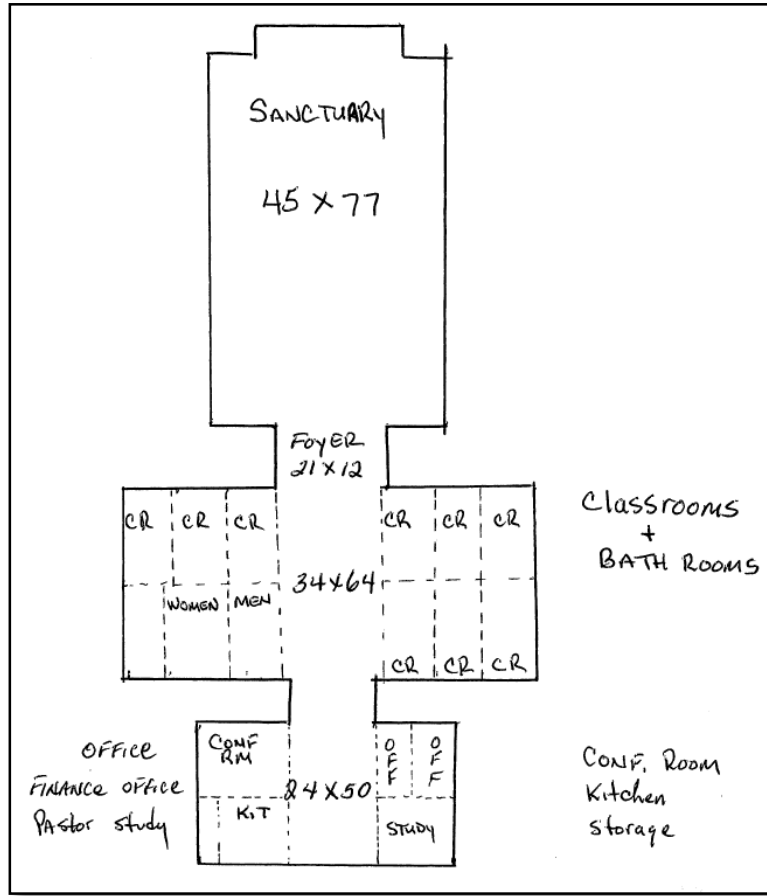 SANCTUARY
45 X 77
FOYER
21 X 12
CR CR CR CR CR CR
Classrooms
+
BATH ROOMS
34X64
WOMEN MEN
CR CR CR
CONF RM
OFF OFF
OFFICE
FINANCE OFFICE
Pastor study
24 X 50
KIT
STUDY
CONF. ROOM
Kitchen
Storage